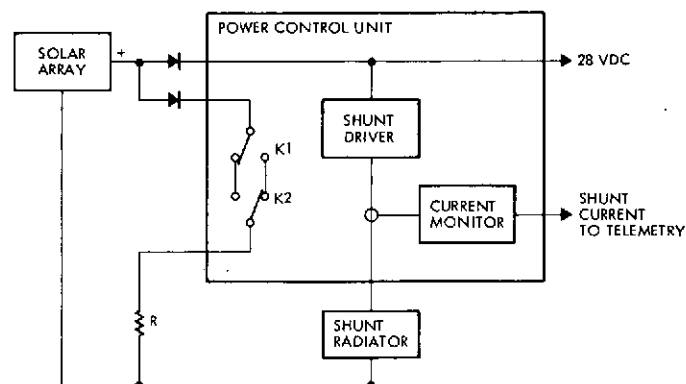 POWER CONTROL UNIT
SOLAR
ARRAY
+
28 VDC
SHUNT
DRIVER
K1
K2
CURRENT
MONITOR
SHUNT
CURRENT
TO TELEMETRY
R
SHUNT
RADIATOR